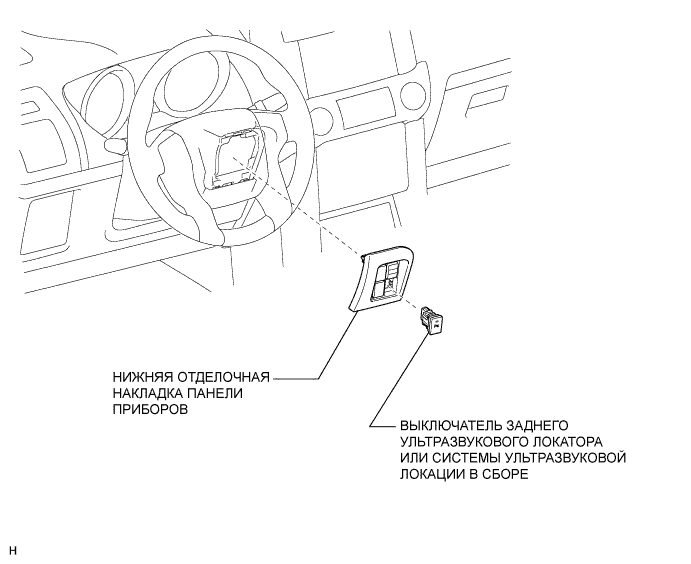 НИЖНЯЯ ОТДЕЛОЧНАЯ
НАКЛАДКА ПАНЕЛИ
ПРИБОРОВ
ВЫКЛЮЧАТЕЛЬ ЗАДНЕГО
УЛЬТРАЗВУКОВОГО ЛОКАТОРА
ИЛИ СИСТЕМЫ УЛЬТРАЗВУКОВОЙ
ЛОКАЦИИ В СБОРЕ
H